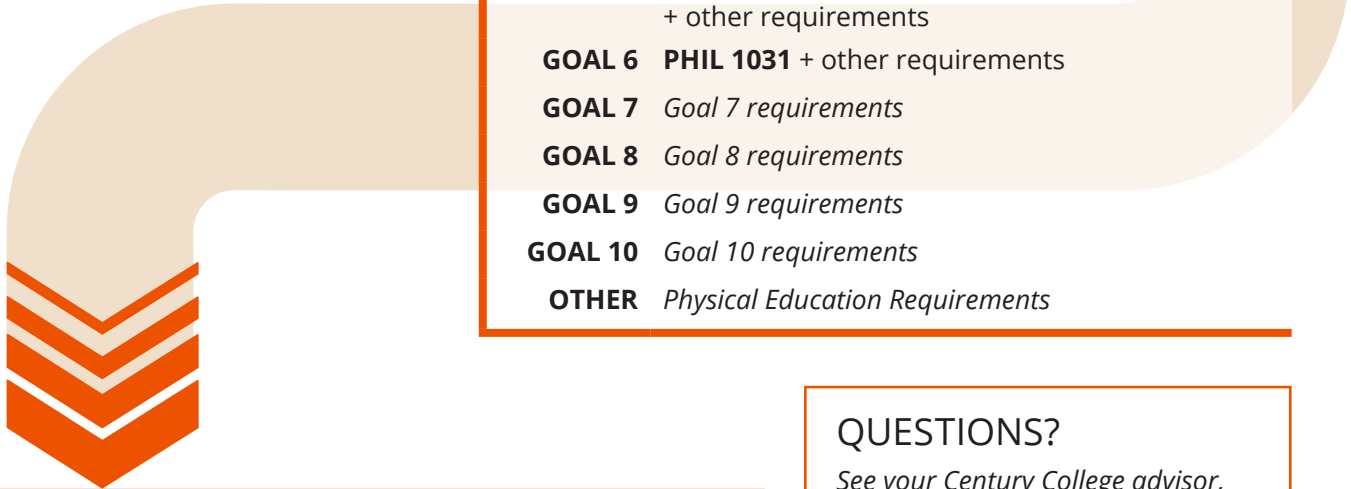 + other requirements
GOAL 6 PHIL 1031 + other requirements
GOAL 7 Goal 7 requirements
GOAL 8 Goal 8 requirements
GOAL 9 Goal 9 requirements
GOAL 10 Goal 10 requirements
OTHER Physical Education Requirements
QUESTIONS?
See your Century College advisor.